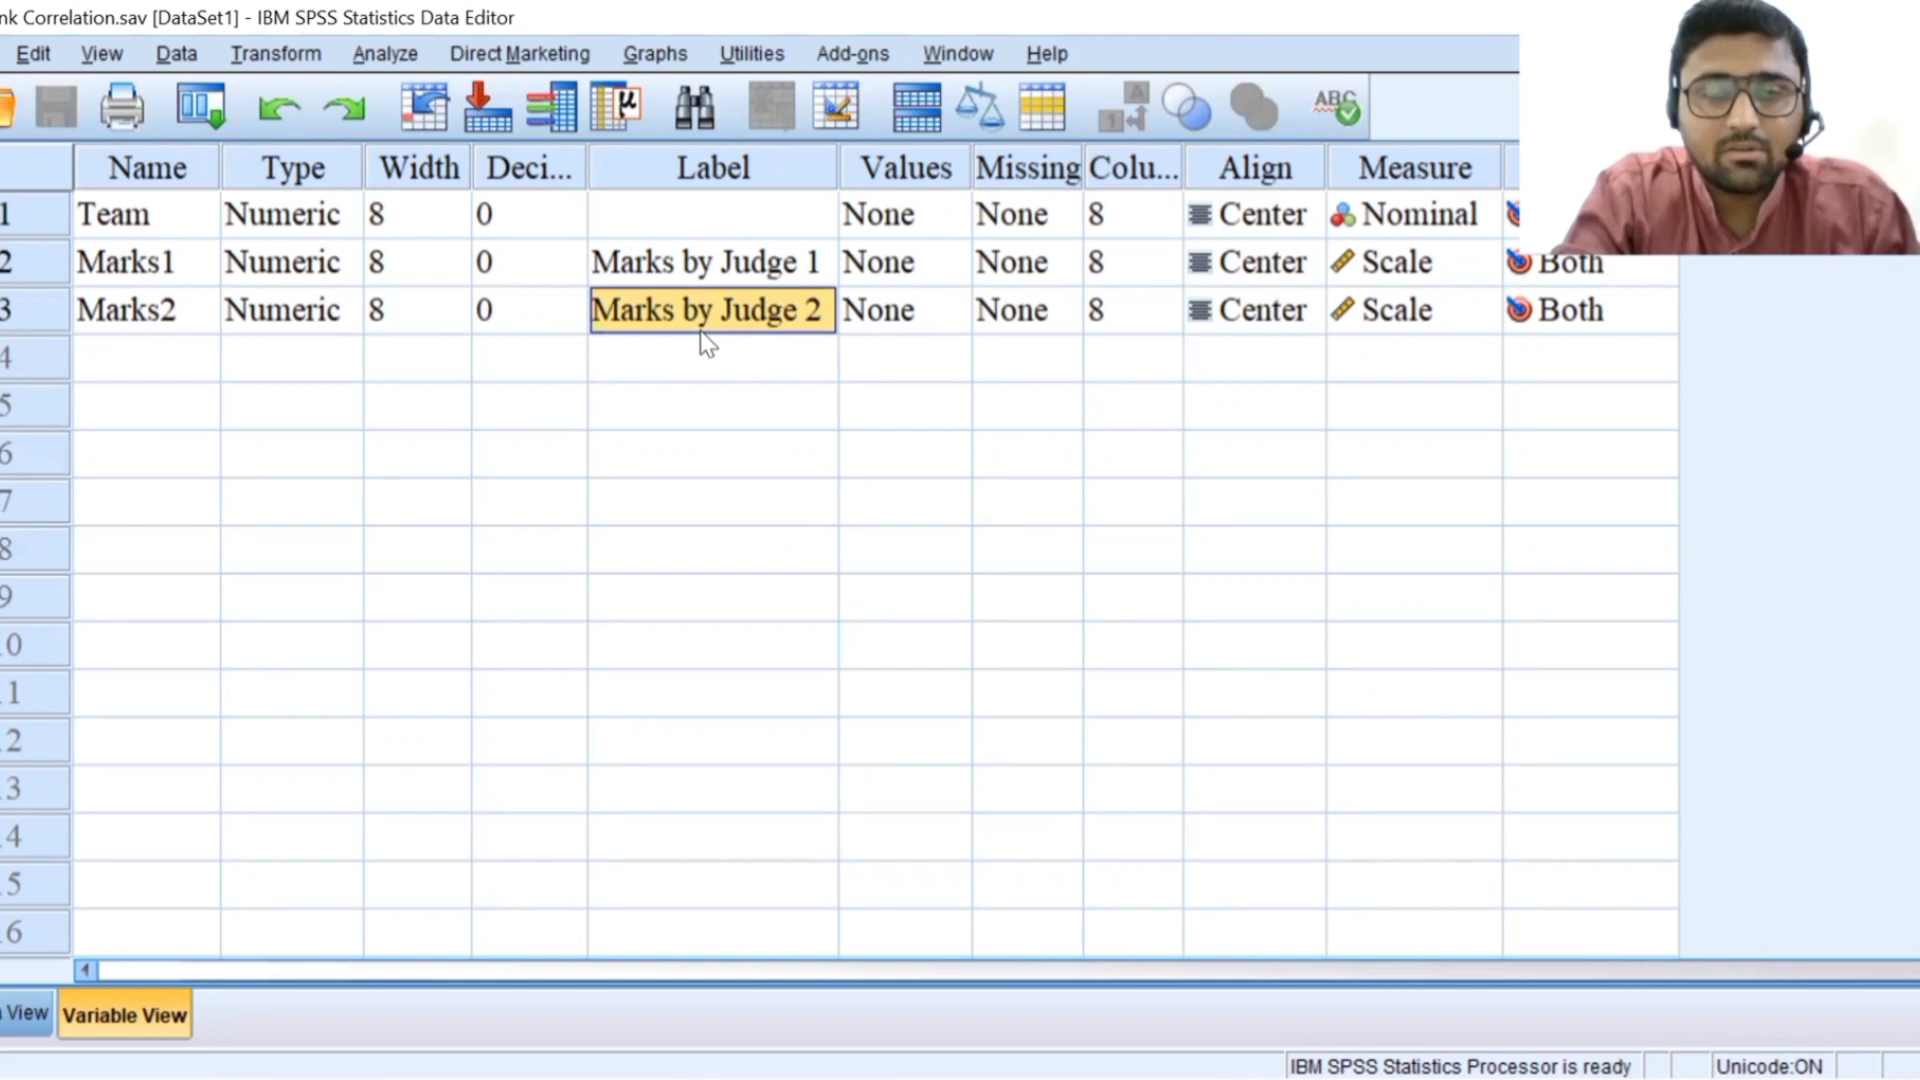 nk Correlation.sav [DataSet1] - IBM SPSS Statistics Data Editor
Edit View Data Transform Analyze Direct Marketing Graphs Utilities Add-ons Window Help
ABC
Name Type Width Deci... Label Values Missing Colu... Align Measure
1 Team Numeric 8 0 None None 8 Center Nominal
2 Marks1 Numeric 8 0 Marks by Judge 1 None None 8 Center Scale Both
3 Marks2 Numeric 8 0 Marks by Judge 2 None None 8 Center Scale Both
4
5
6
7
8
9
0
1
2
3
4
5
6
View Variable View
IBM SPSS Statistics Processor is ready Unicode:ON